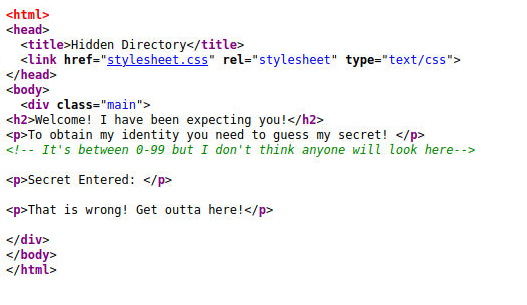 <html>
<head>
  <title>Hidden Directory</title>
  <link href="stylesheet.css" rel="stylesheet" type="text/css">
</head>
<body>
  <div class="main">
<h2>Welcome! I have been expecting you!</h2>
<p>To obtain my identity you need to guess my secret! </p>
<!-- It's between 0-99 but I don't think anyone will look here-->
<p>Secret Entered: </p>
<p>That is wrong! Get outta here!</p>
</div>
</body>
</html>